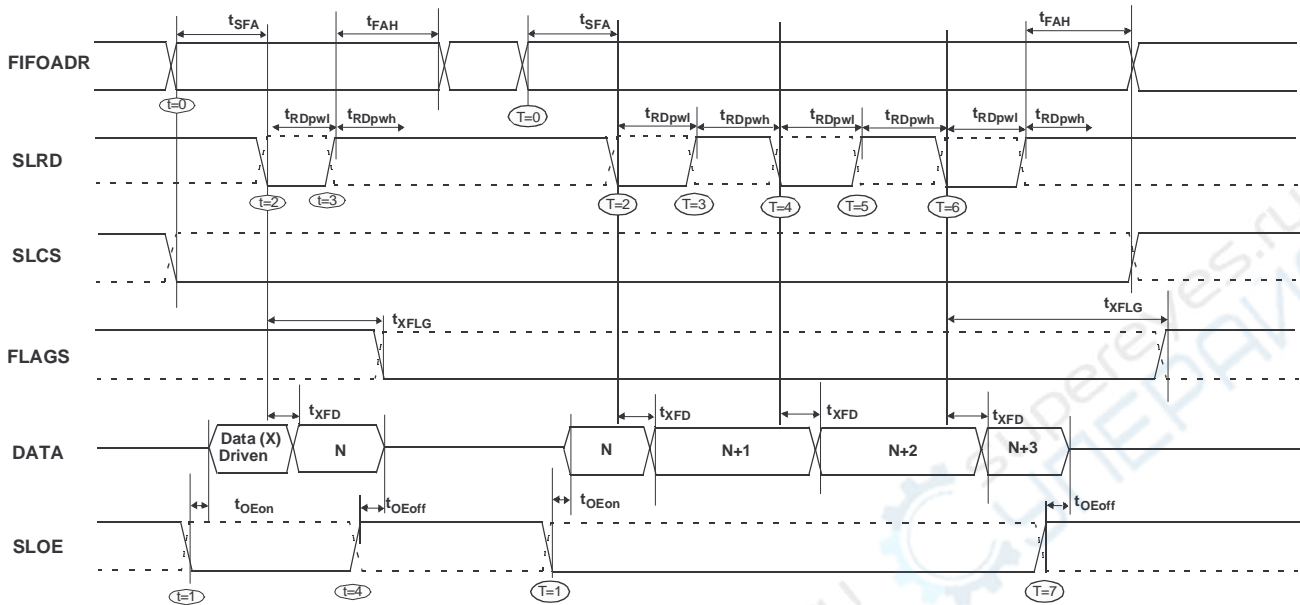 tSFA tFAH tSFA tFAH
FIFOADR
t=0 T=0
tRDpwl tRDpwh tRDpwl tRDpwh tRDpwl tRDpwh tRDpwl tRDpwh
SLRD
t=2 t=3 T=2 T=3 T=4 T=5 T=6
SLCS
tXFLG tXFLG
FLAGS
tXFD tXFD tXFD tXFD
DATA
Data (X)
Driven
N N N+1 N+2 N+3
tOEon tOEoff tOEon tOEoff
SLOE
t=1 t=4 T=1 T=7
supereyes.ru